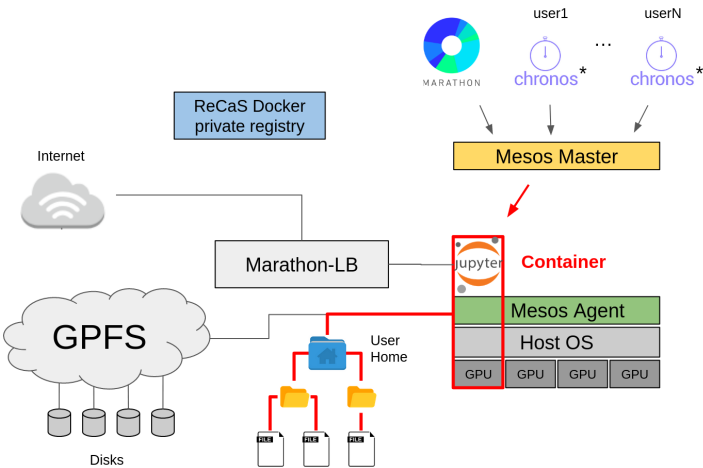 user1
userN
...
MARATHON
chronos*
chronos*
ReCaS Docker
private registry
Mesos Master
Internet
Marathon-LB
jupyter
Container
Mesos Agent
Host OS
GPU
GPU
GPU
GPU
GPFS
User
Home
FILE
FILE
FILE
Disks